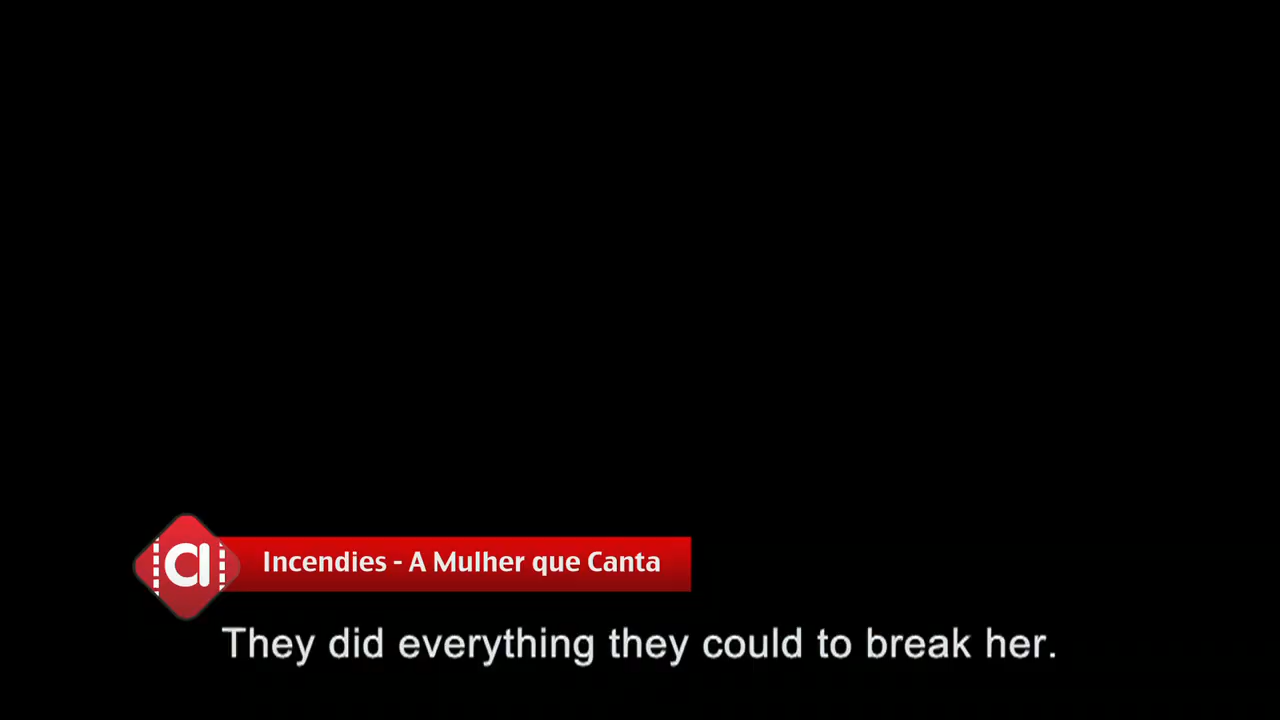 a
Incendies - A Mulher que Canta
They did everything they could to break her.